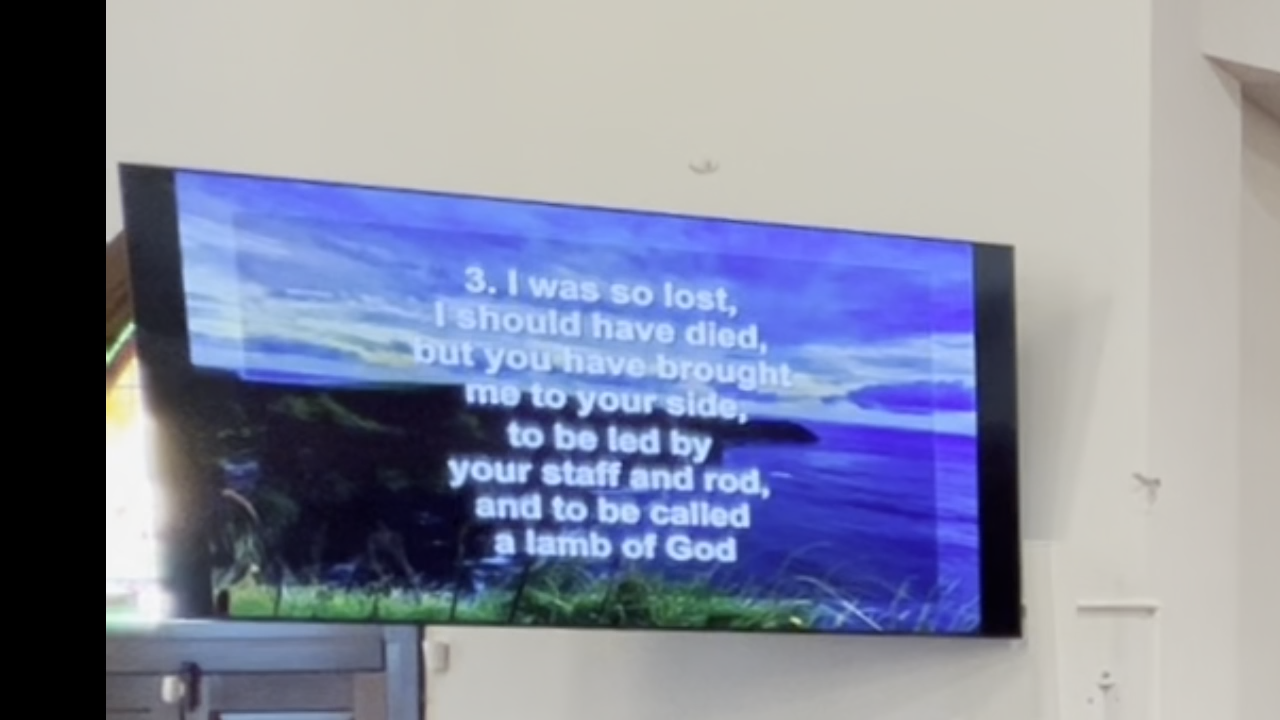 3. I was so lost,
I should have died,
but you have brought
me to your side,
to be led by
your staff and rod,
and to be called
a lamb of God